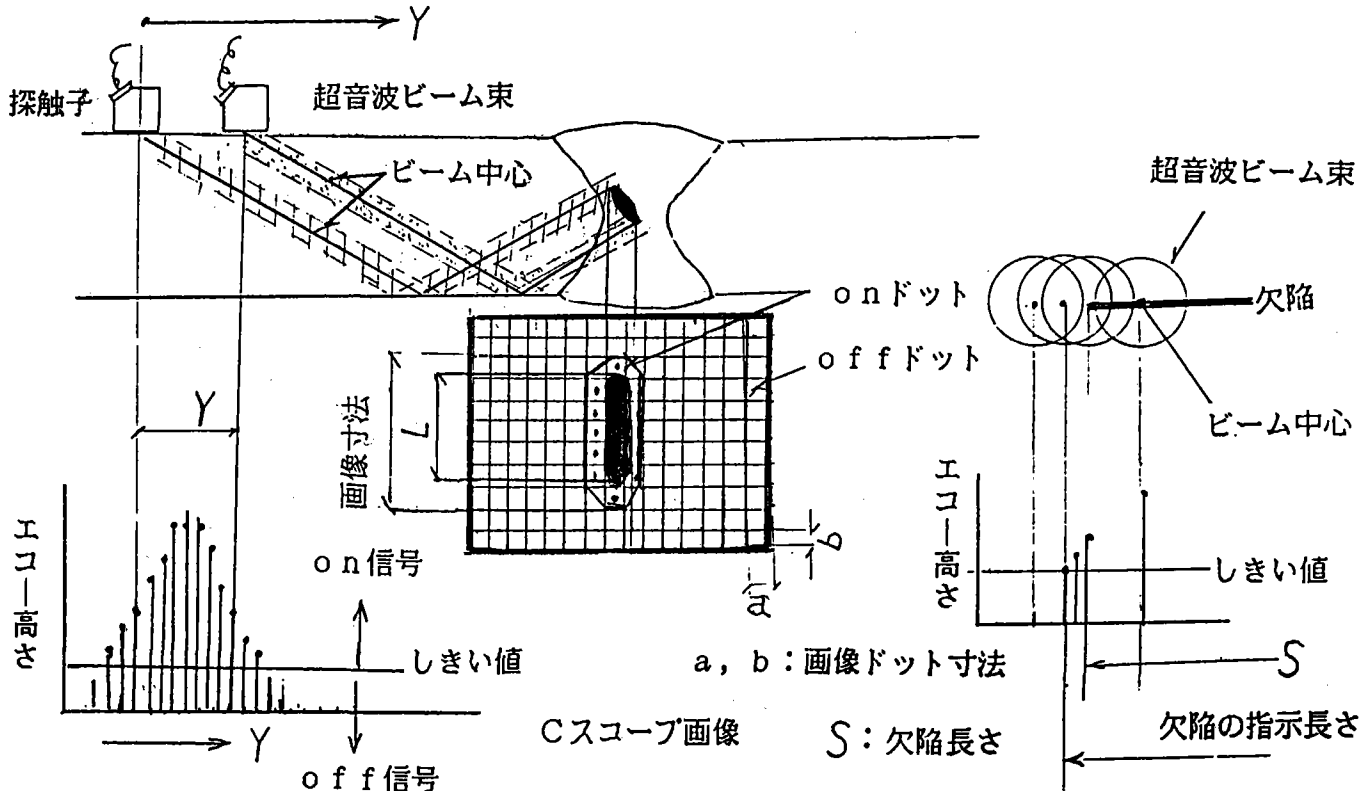 Y
探触子
超音波ビーム束
ビーム中心
超音波ビーム束
onドット
欠陥
offドット
ビーム中心
Y
画像寸法
L
b
a
エコー高さ
on信号
しきい値
Y
off信号
a, b：画像ドット寸法
Cスコープ画像
S：欠陥長さ
エコー高さ
しきい値
S
欠陥の指示長さ